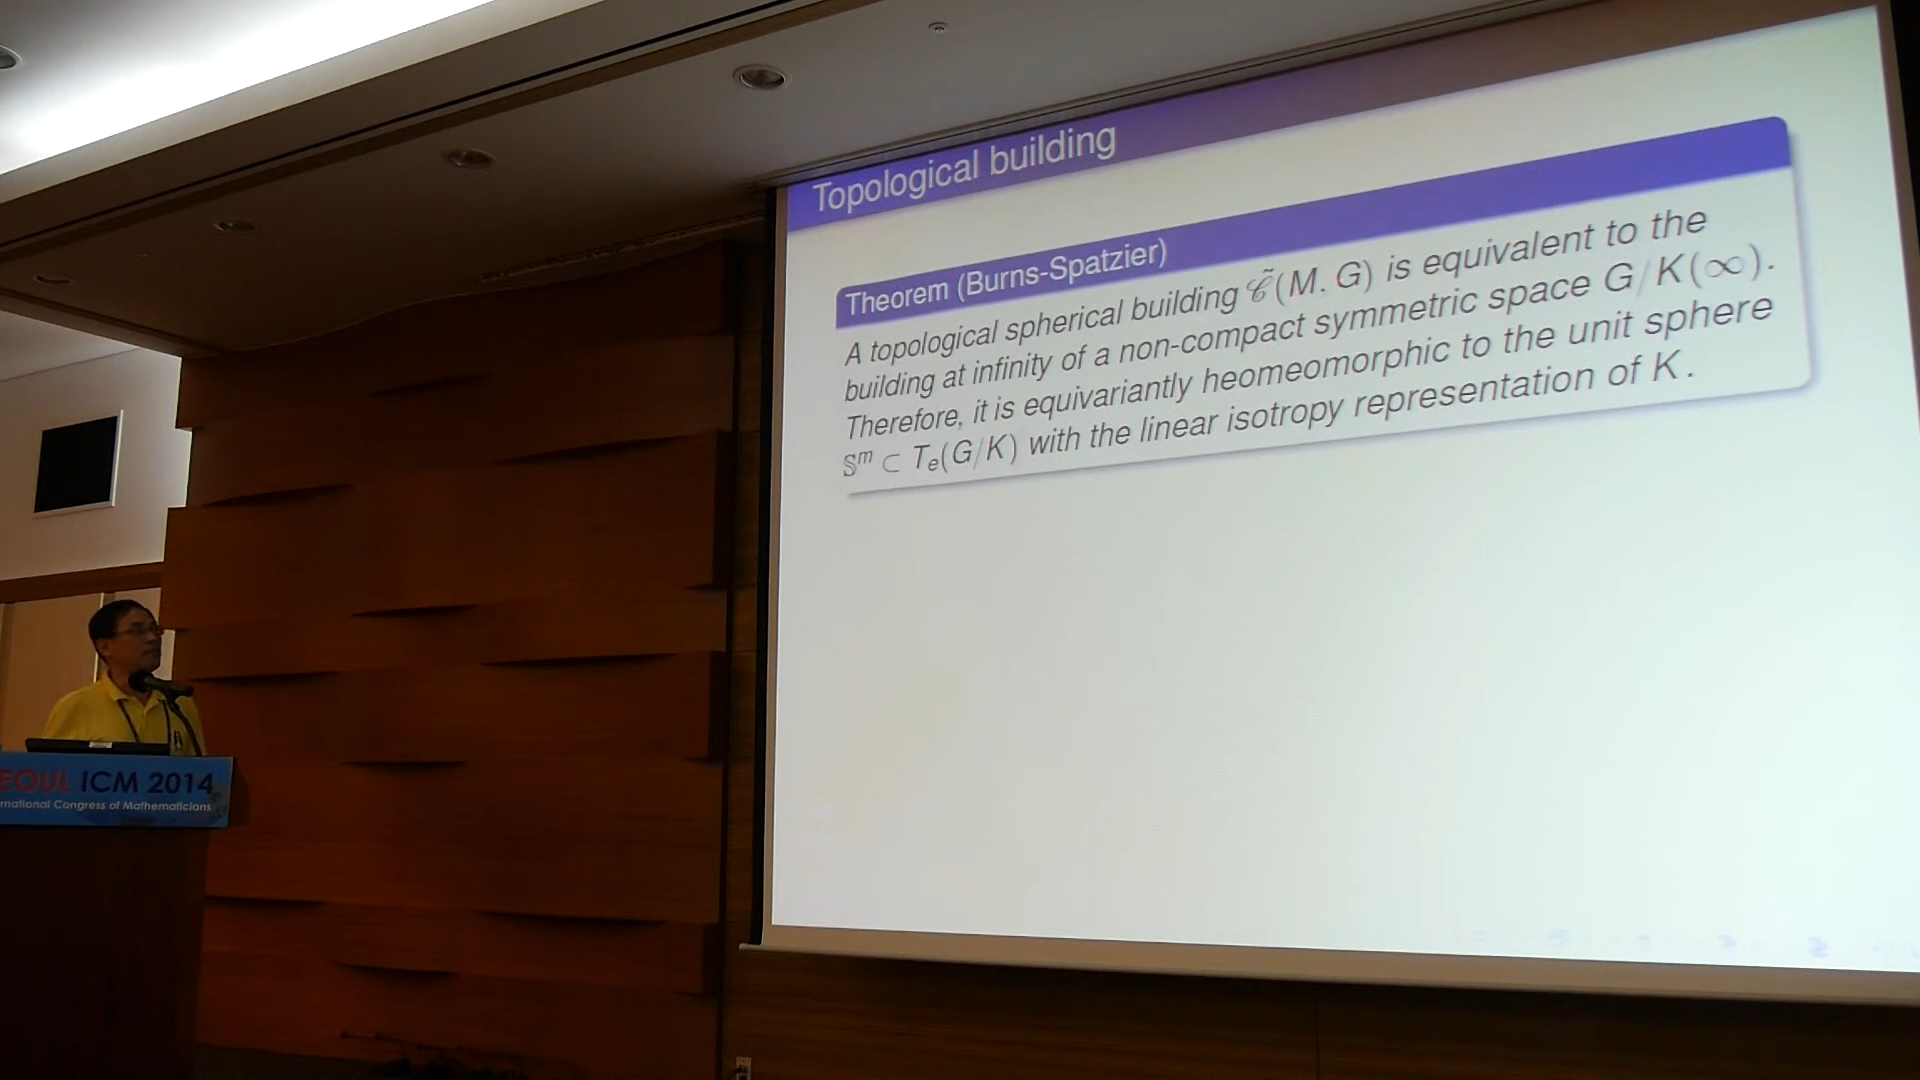 Topological building
Theorem (Burns-Spatzier)
A topological spherical building 𝒞̃(M, G) is equivalent to the
building at infinity of a non-compact symmetric space G/K(∞).
Therefore, it is equivariantly heomeomorphic to the unit sphere
𝕊ᵐ ⊂ Tₑ(G/K) with the linear isotropy representation of K.
EOUL ICM 2014
rnational Congress of Mathematicians